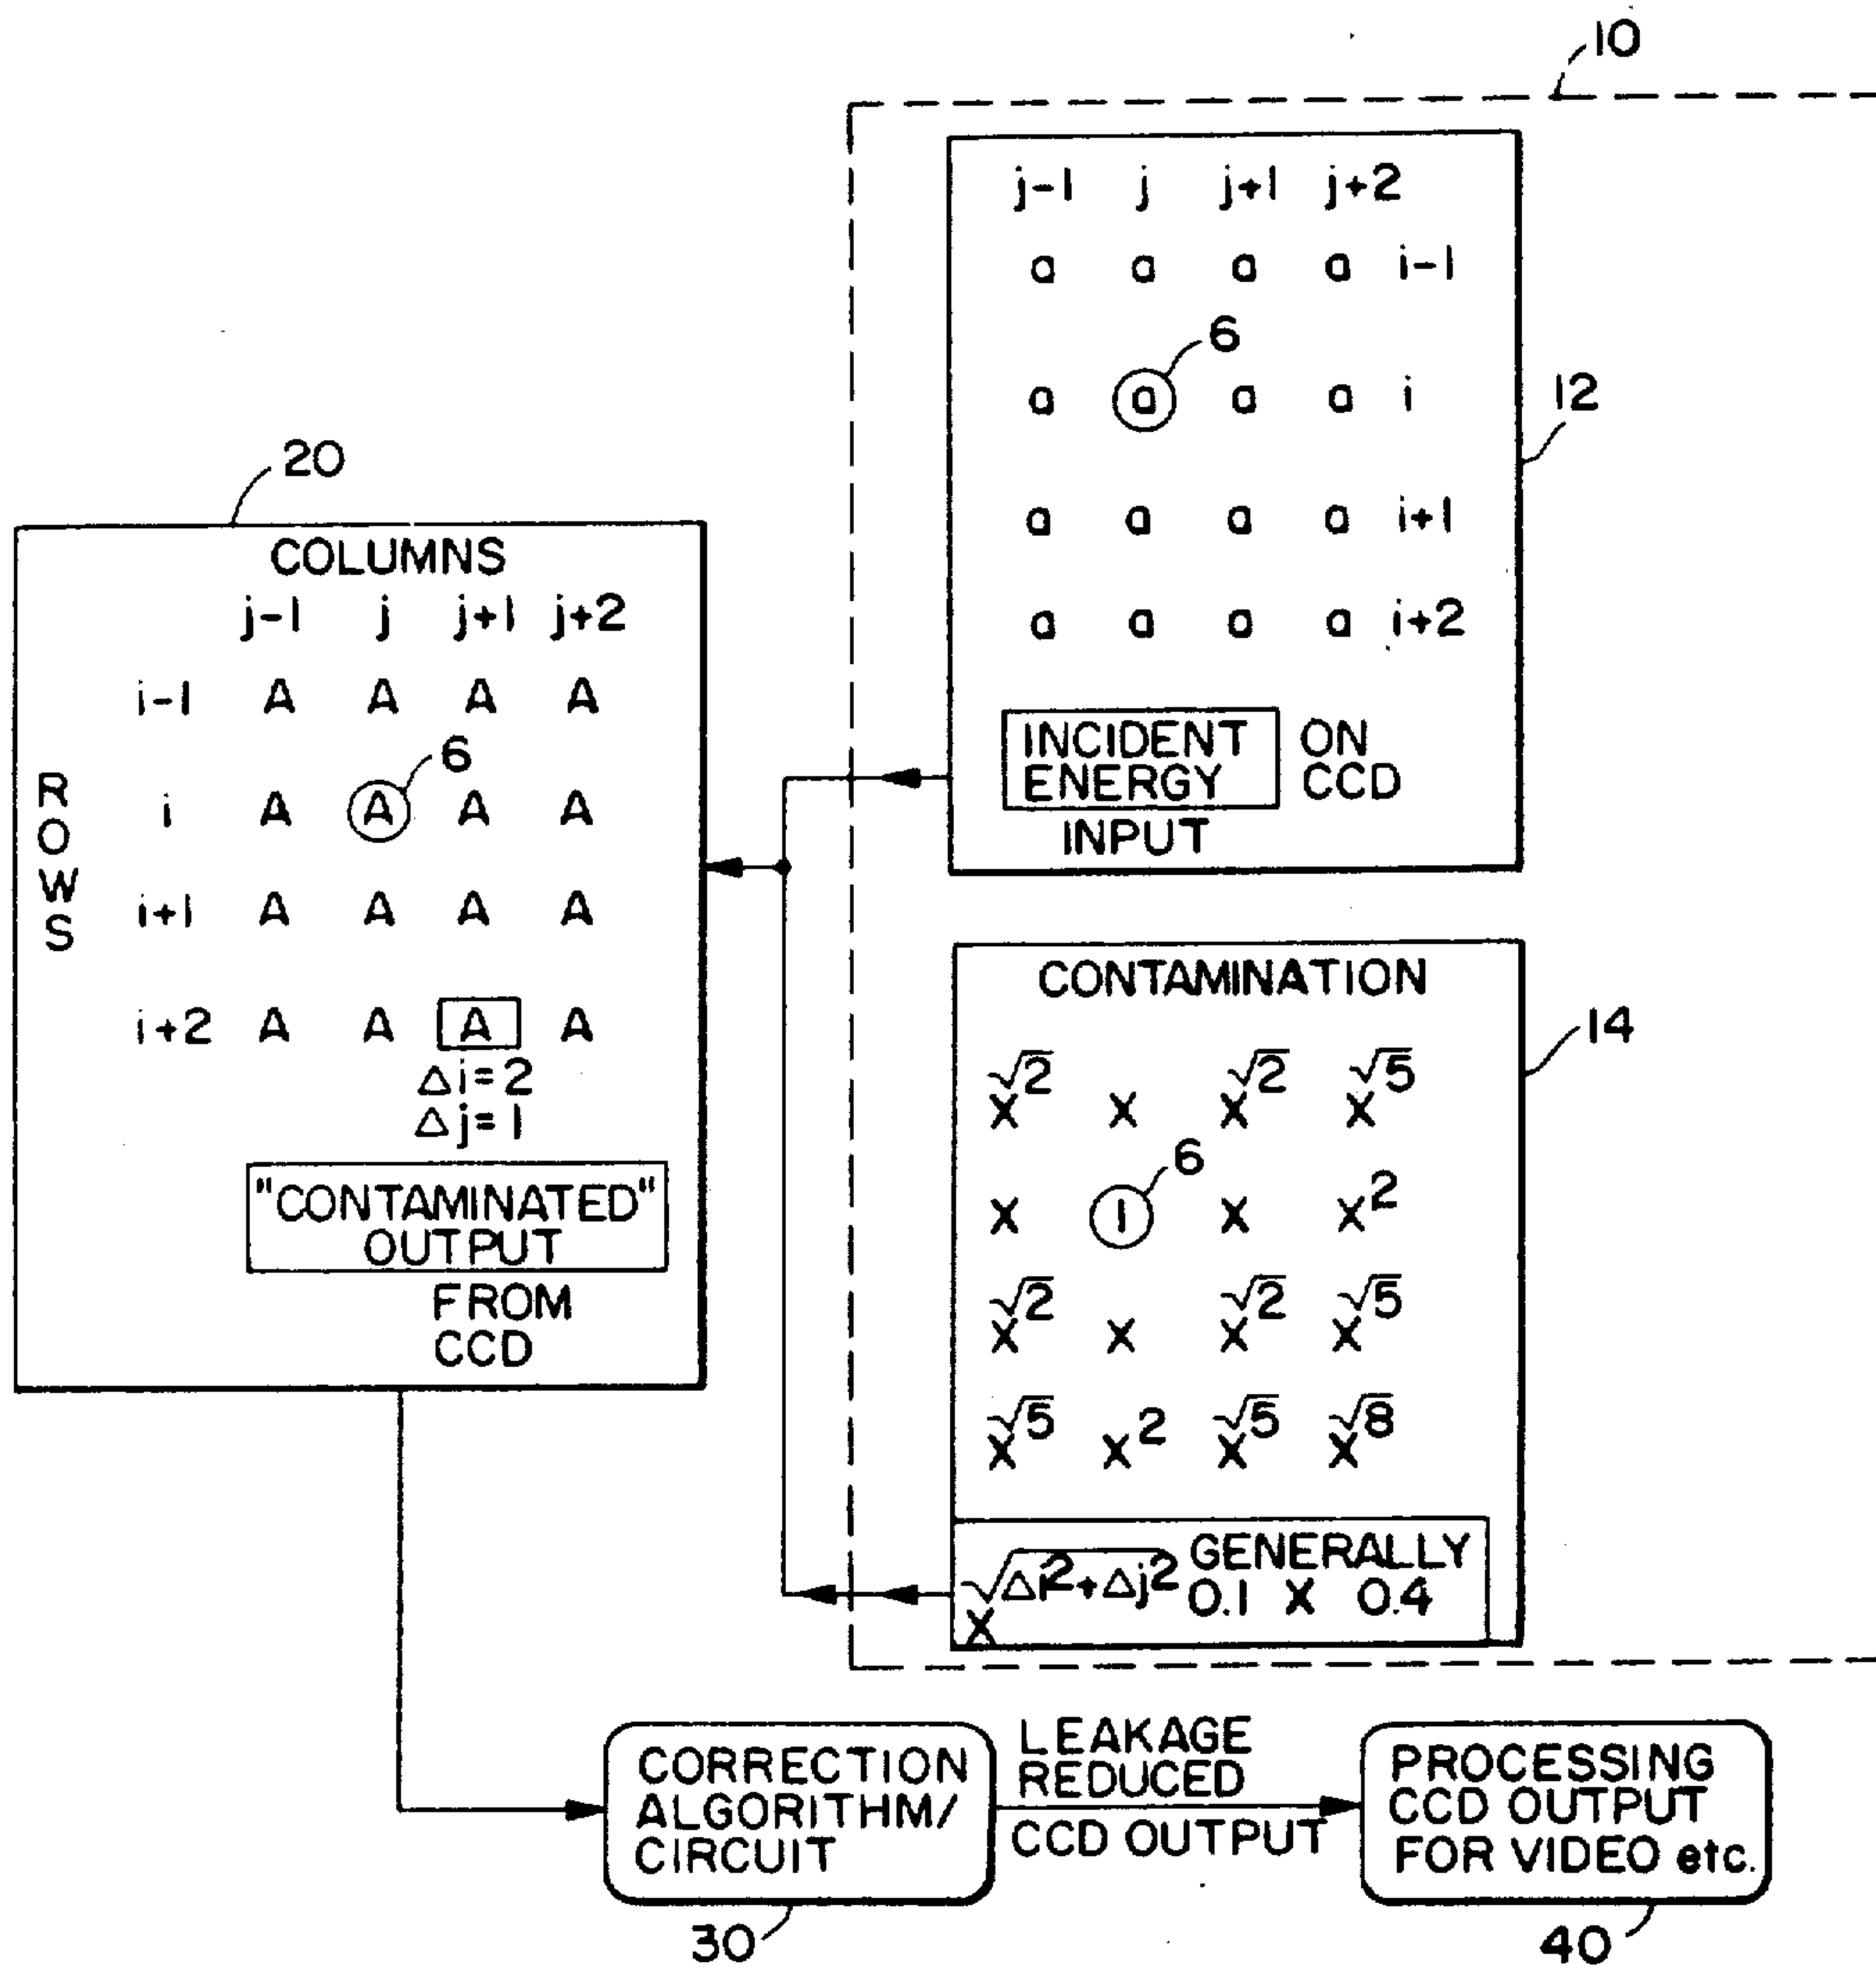 10
j-1 j j+1 j+2
a a a a i-1
6
a a a a i
12
a a a a i+1
a a a a i+2
INCIDENT ENERGY ON CCD
INPUT
20
COLUMNS
j-1 j j+1 j+2
ROWS
i-1 A A A A
6
i A A A A
i+1 A A A A
i+2 A A A A
Δi=2
Δj=1
"CONTAMINATED"
OUTPUT
FROM
CCD
CONTAMINATION
14
x^√2 x x^√2 x^√5
6
x 1 x x^2
x^√2 x x^√2 x^√5
x^√5 x^2 x^√5 x^√8
x^√(Δi²+Δj²) GENERALLY
0.1 X 0.4
CORRECTION
ALGORITHM/
CIRCUIT
30
LEAKAGE
REDUCED
CCD OUTPUT
PROCESSING
CCD OUTPUT
FOR VIDEO etc.
40